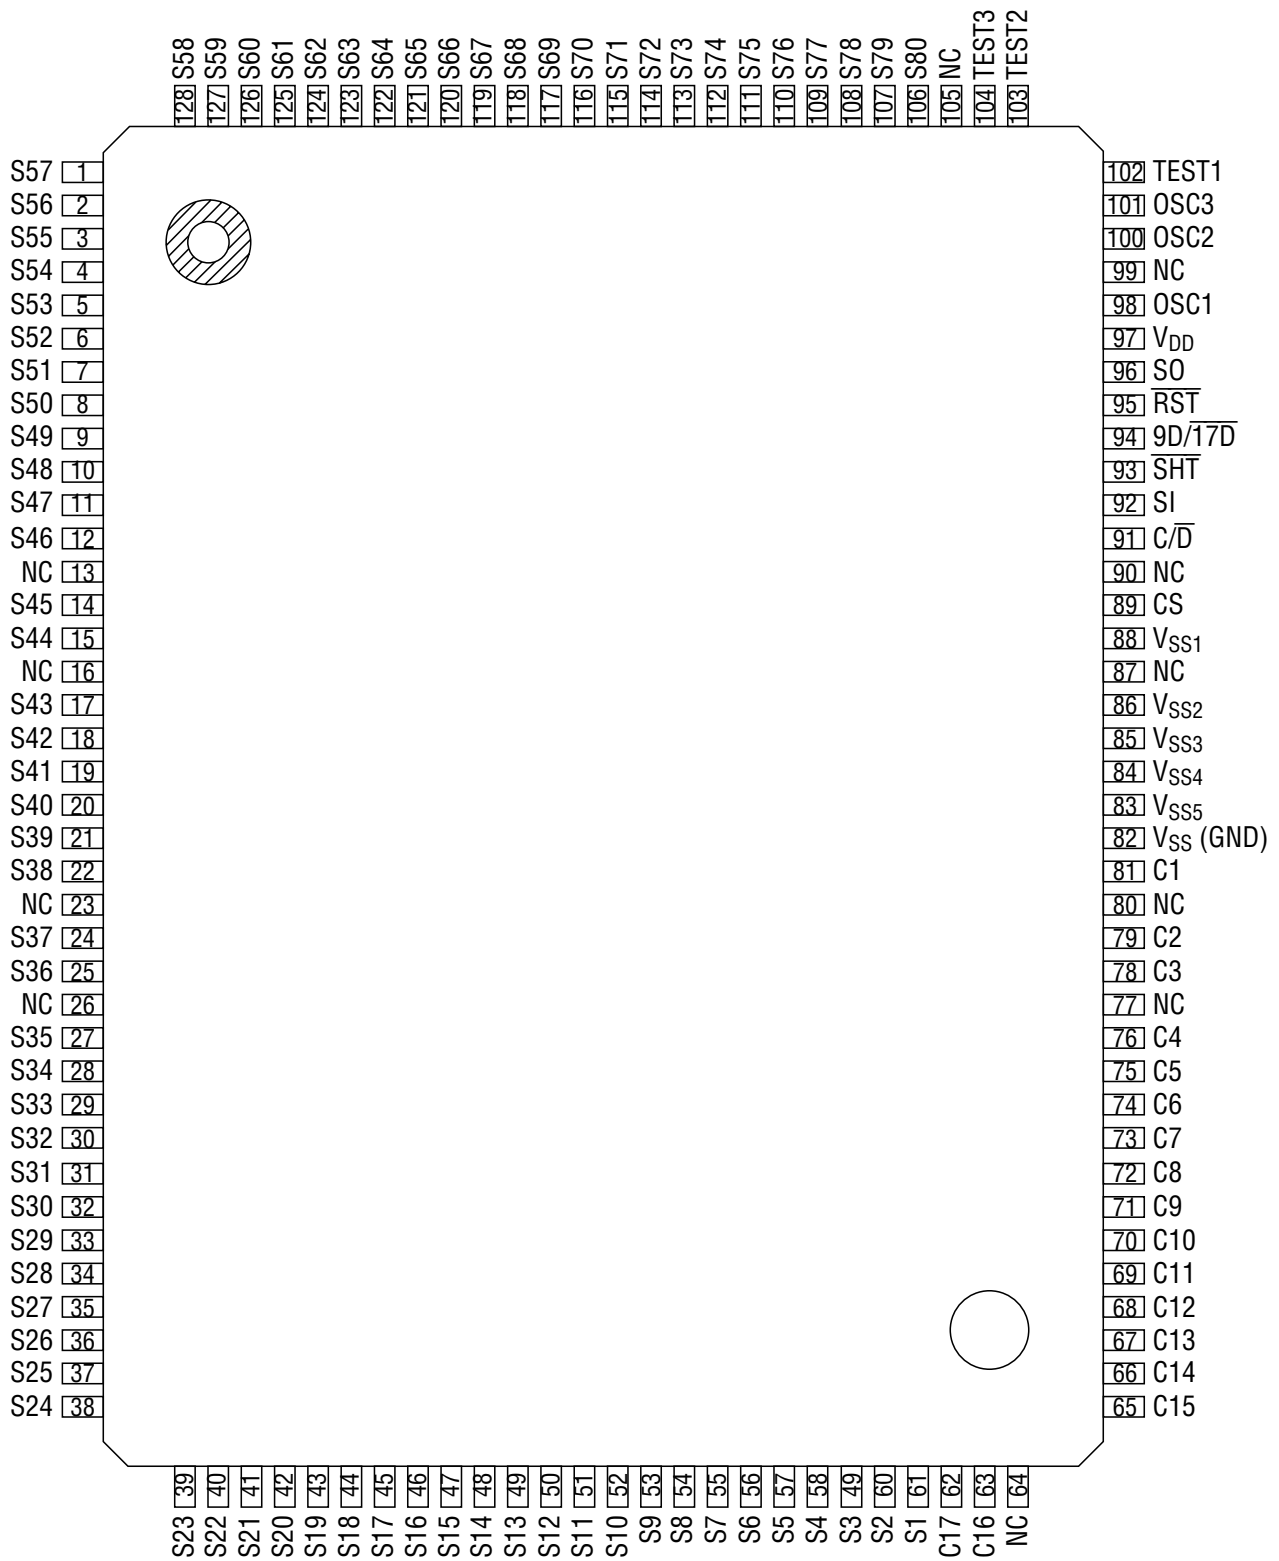 128 S58
127 S59
126 S60
125 S61
124 S62
123 S63
122 S64
121 S65
120 S66
119 S67
118 S68
117 S69
116 S70
115 S71
114 S72
113 S73
112 S74
111 S75
110 S76
109 S77
108 S78
107 S79
106 S80
105 NC
104 TEST3
103 TEST2
S57 1
S56 2
S55 3
S54 4
S53 5
S52 6
S51 7
S50 8
S49 9
S48 10
S47 11
S46 12
NC 13
S45 14
S44 15
NC 16
S43 17
S42 18
S41 19
S40 20
S39 21
S38 22
NC 23
S37 24
S36 25
NC 26
S35 27
S34 28
S33 29
S32 30
S31 31
S30 32
S29 33
S28 34
S27 35
S26 36
S25 37
S24 38
102 TEST1
101 OSC3
100 OSC2
99 NC
98 OSC1
97 VDD
96 SO
95 R̅S̅T̅
94 9D/1̅7̅D̅
93 S̅H̅T̅
92 SI
91 C/D̅
90 NC
89 CS
88 VSS1
87 NC
86 VSS2
85 VSS3
84 VSS4
83 VSS5
82 VSS (GND)
81 C1
80 NC
79 C2
78 C3
77 NC
76 C4
75 C5
74 C6
73 C7
72 C8
71 C9
70 C10
69 C11
68 C12
67 C13
66 C14
65 C15
S23 39
S22 40
S21 41
S20 42
S19 43
S18 44
S17 45
S16 46
S15 47
S14 48
S13 49
S12 50
S11 51
S10 52
S9 53
S8 54
S7 55
S6 56
S5 57
S4 58
S3 49
S2 60
S1 61
C17 62
C16 63
NC 64